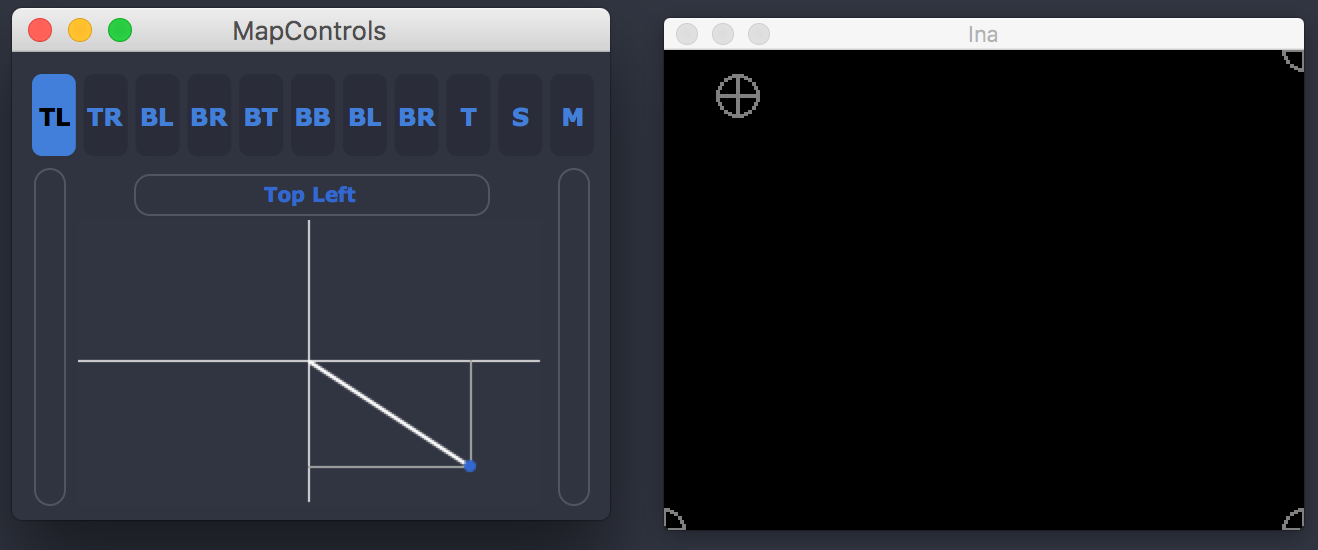 MapControls
TL TR BL BR BT BB BL BR T S M
Top Left
Ina